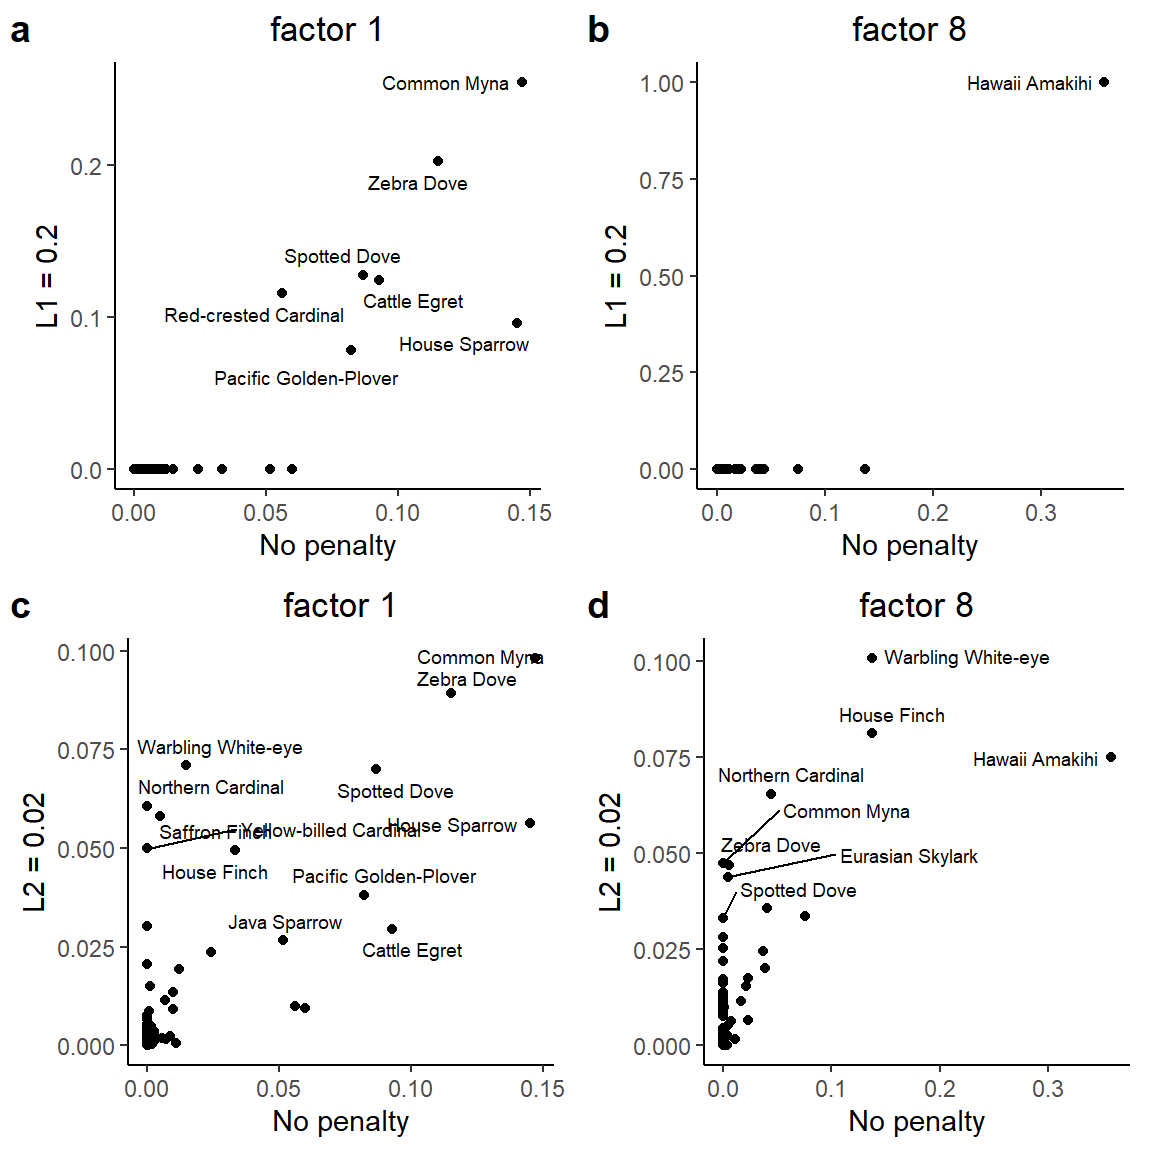 a
factor 1
Common Myna
Zebra Dove
Spotted Dove
Cattle Egret
Red-crested Cardinal
House Sparrow
Pacific Golden-Plover
0.2
0.1
0.0
L1 = 0.2
0.00 0.05 0.10 0.15
No penalty
b
factor 8
Hawaii Amakihi
1.00
0.75
0.50
0.25
0.00
L1 = 0.2
0.0 0.1 0.2 0.3
No penalty
c
factor 1
Common Myna
Zebra Dove
Warbling White-eye
Northern Cardinal
Spotted Dove
Saffron Finch
Yellow-billed Cardinal
House Sparrow
House Finch
Pacific Golden-Plover
Java Sparrow
Cattle Egret
0.100
0.075
0.050
0.025
0.000
L2 = 0.02
0.00 0.05 0.10 0.15
No penalty
d
factor 8
Warbling White-eye
House Finch
Hawaii Amakihi
Northern Cardinal
Common Myna
Zebra Dove
Eurasian Skylark
Spotted Dove
0.100
0.075
0.050
0.025
0.000
L2 = 0.02
0.0 0.1 0.2 0.3
No penalty